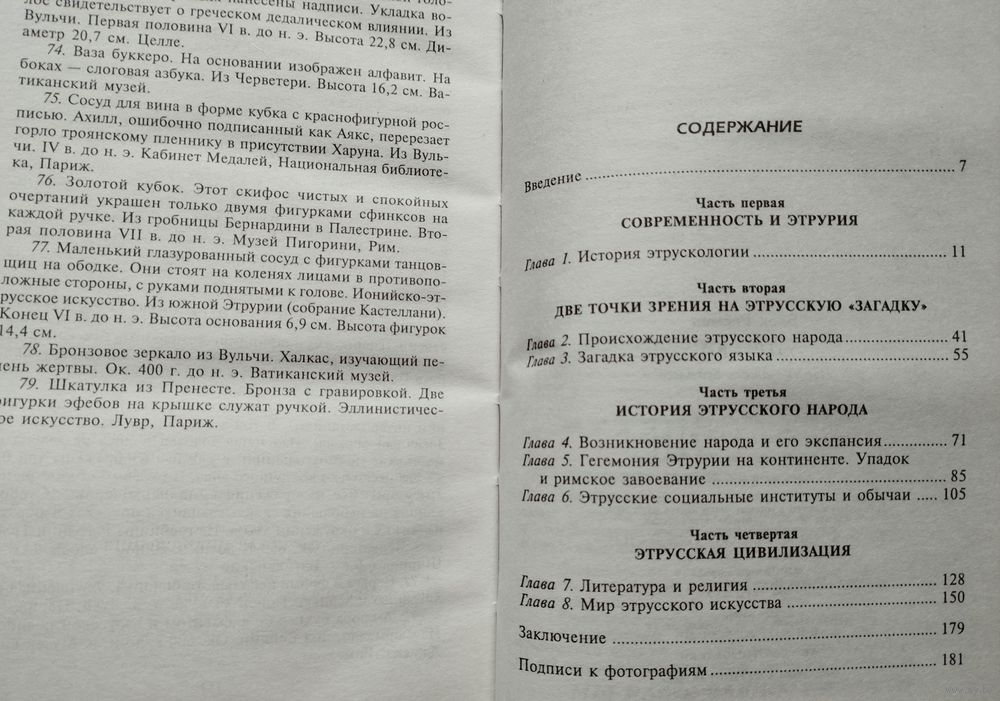 нанесены надписи. Укладка во-
лос свидетельствует о греческом дедалическом влиянии. Из
Вульчи. Первая половина VI в. до н. э. Высота 22,8 см. Ди-
аметр 20,7 см. Целле.
74. Ваза буккеро. На основании изображен алфавит. На
боках — слоговая азбука. Из Черветери. Высота 16,2 см. Ва-
тиканский музей.
75. Сосуд для вина в форме кубка с краснофигурной рос-
писью. Ахилл, ошибочно подписанный как Аякс, перерезает
горло троянскому пленнику в присутствии Харуна. Из Вуль-
чи. IV в. до н. э. Кабинет Медалей, Национальная библиоте-
ка, Париж.
76. Золотой кубок. Этот скифос чистых и спокойных
очертаний украшен только двумя фигурками сфинксов на
каждой ручке. Из гробницы Бернардини в Палестрине. Вто-
рая половина VII в. до н. э. Музей Пигорини, Рим.
77. Маленький глазурованный сосуд с фигурками танцов-
щиц на ободке. Они стоят на коленях лицами в противопо-
ложные стороны, с руками поднятыми к голове. Ионийско-эт-
русское искусство. Из южной Этрурии (собрание Кастеллани).
Конец VI в. до н. э. Высота основания 6,9 см. Высота фигурок
14,4 см.
78. Бронзовое зеркало из Вульчи. Халкас, изучающий пе-
чень жертвы. Ок. 400 г. до н. э. Ватиканский музей.
79. Шкатулка из Пренесте. Бронза с гравировкой. Две
фигурки эфебов на крышке служат ручкой. Эллинистичес-
ое искусство. Лувр, Париж.
СОДЕРЖАНИЕ
Введение 7
Часть первая
СОВРЕМЕННОСТЬ И ЭТРУРИЯ
Глава 1. История этрускологии 11
Часть вторая
ДВЕ ТОЧКИ ЗРЕНИЯ НА ЭТРУССКУЮ «ЗАГАДКУ»
Глава 2. Происхождение этрусского народа 41
Глава 3. Загадка этрусского языка 55
Часть третья
ИСТОРИЯ ЭТРУССКОГО НАРОДА
Глава 4. Возникновение народа и его экспансия 71
Глава 5. Гегемония Этрурии на континенте. Упадок
и римское завоевание 85
Глава 6. Этрусские социальные институты и обычаи 105
Часть четвертая
ЭТРУССКАЯ ЦИВИЛИЗАЦИЯ
Глава 7. Литература и религия 128
Глава 8. Мир этрусского искусства 150
Заключение 179
Подписи к фотографиям 181